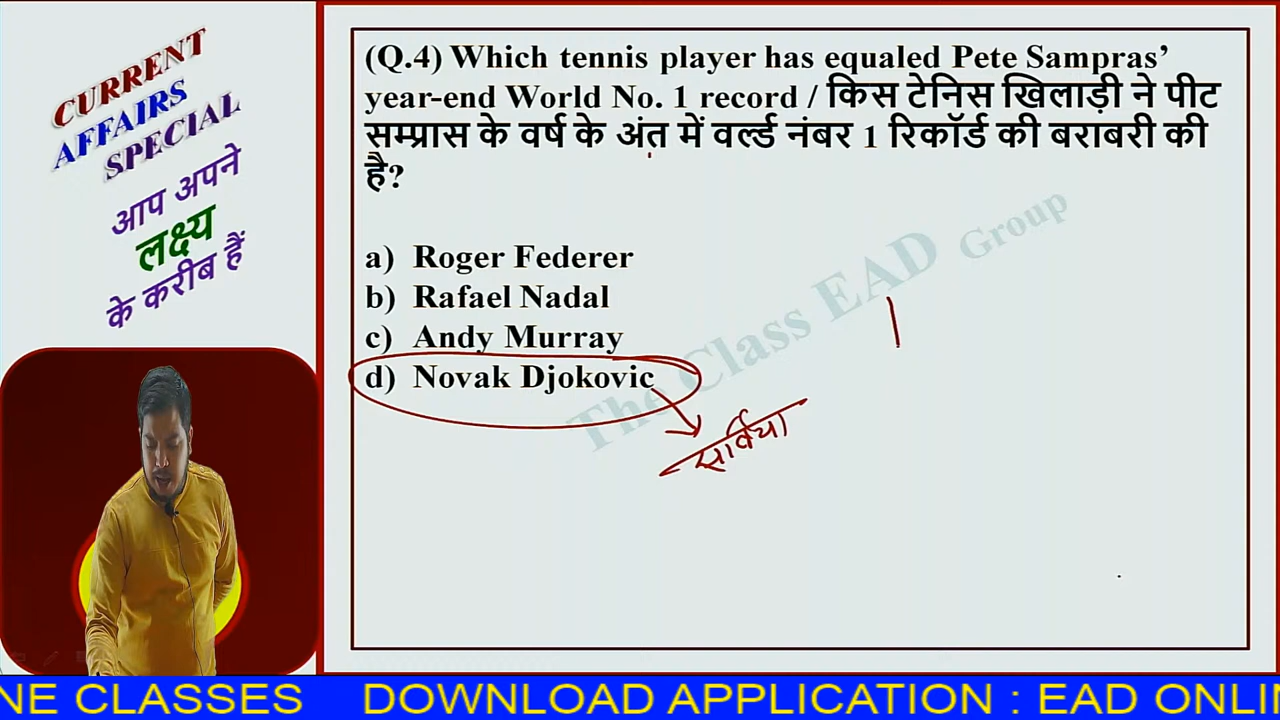 CURRENT
AFFAIRS
SPECIAL
आप अपने
लक्ष्य
के करीब हैं
(Q.4) Which tennis player has equaled Pete Sampras’
year-end World No. 1 record / किस टेनिस खिलाड़ी ने पीट
सम्प्रास के वर्ष के अंत में वर्ल्ड नंबर 1 रिकॉर्ड की बराबरी की
है?
a) Roger Federer
b) Rafael Nadal
c) Andy Murray
d) Novak Djokovic
सर्विया
The Class EAD Group
NE CLASSES DOWNLOAD APPLICATION : EAD ONLI